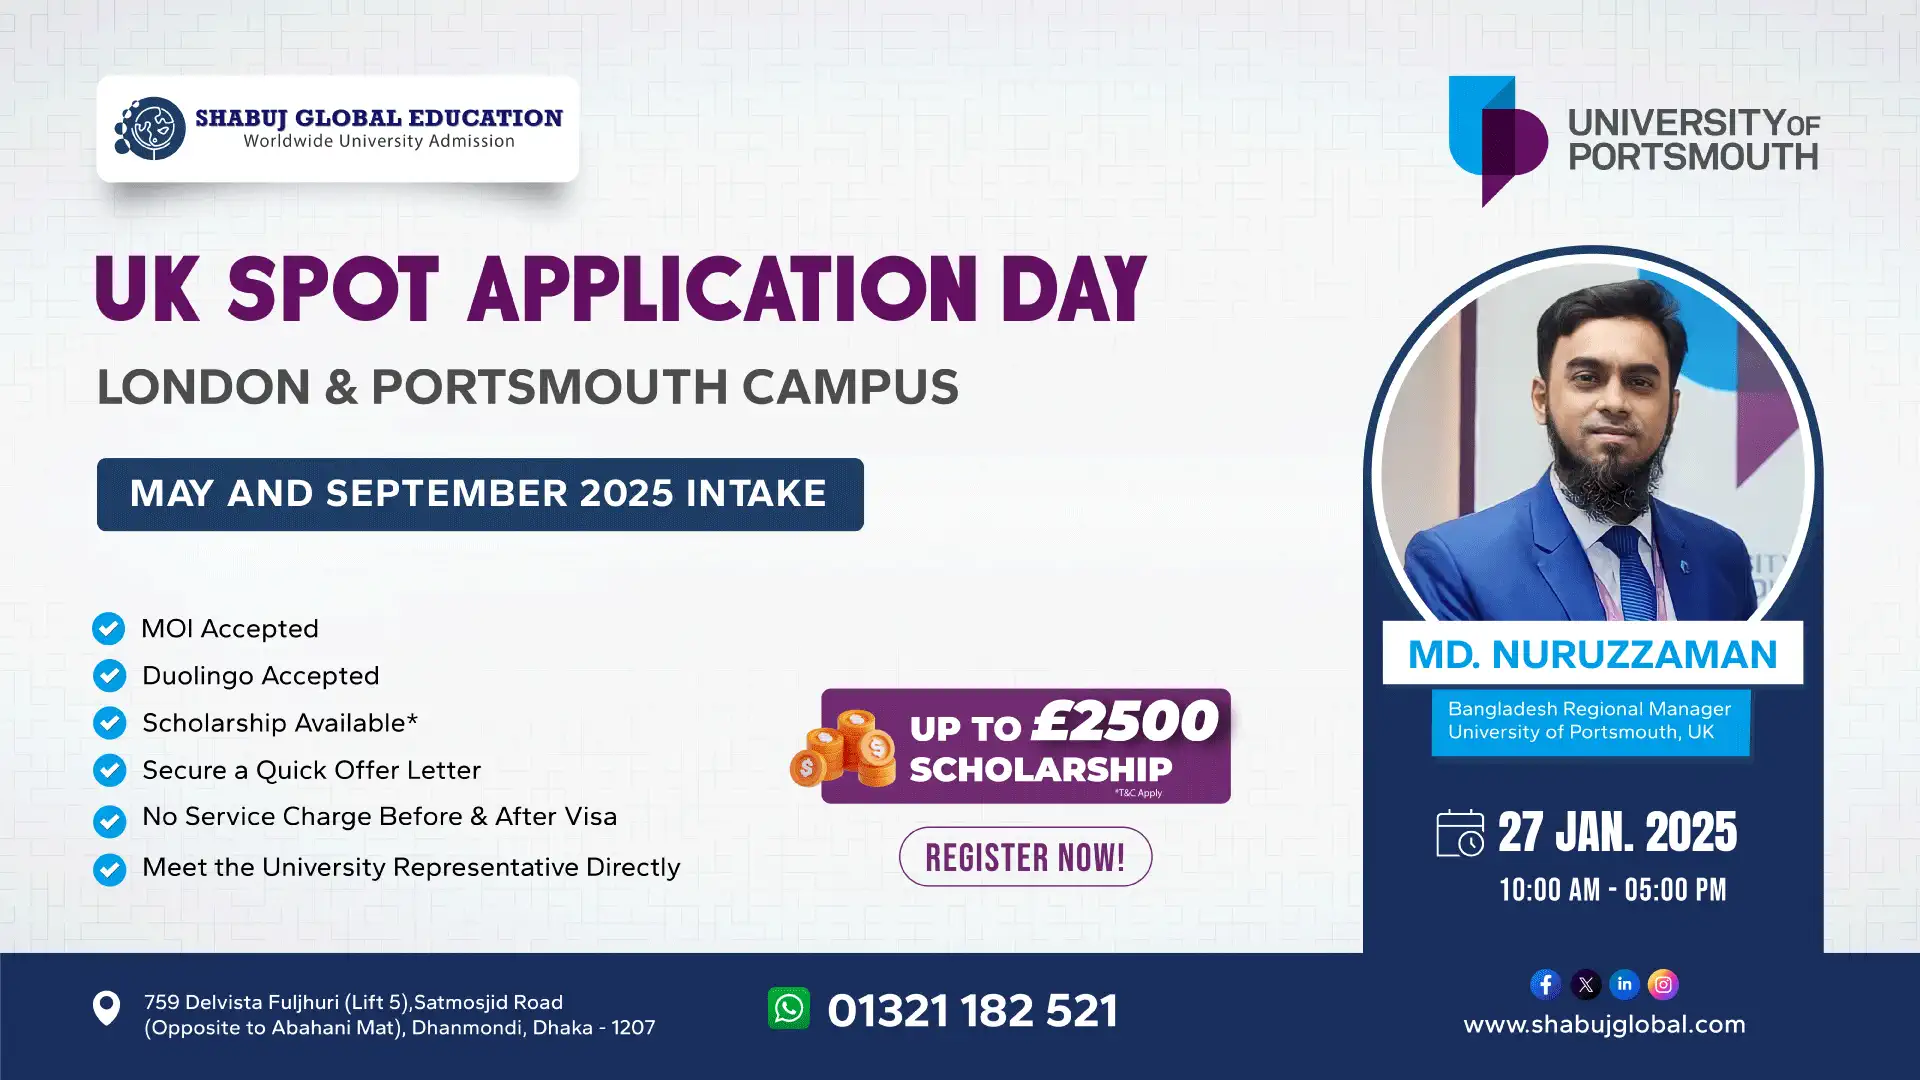 SHABUJ GLOBAL EDUCATION
Worldwide University Admission
UNIVERSITY OF
PORTSMOUTH
UK SPOT APPLICATION DAY
LONDON & PORTSMOUTH CAMPUS
MAY AND SEPTEMBER 2025 INTAKE
MOI Accepted
Duolingo Accepted
Scholarship Available*
Secure a Quick Offer Letter
No Service Charge Before & After Visa
Meet the University Representative Directly
UP TO £2500
SCHOLARSHIP
*T&C Apply
REGISTER NOW!
MD. NURUZZAMAN
Bangladesh Regional Manager
University of Portsmouth, UK
27 JAN. 2025
10:00 AM - 05:00 PM
759 Delvista Fuljhuri (Lift 5),Satmosjid Road
(Opposite to Abahani Mat), Dhanmondi, Dhaka - 1207
01321 182 521
www.shabujglobal.com